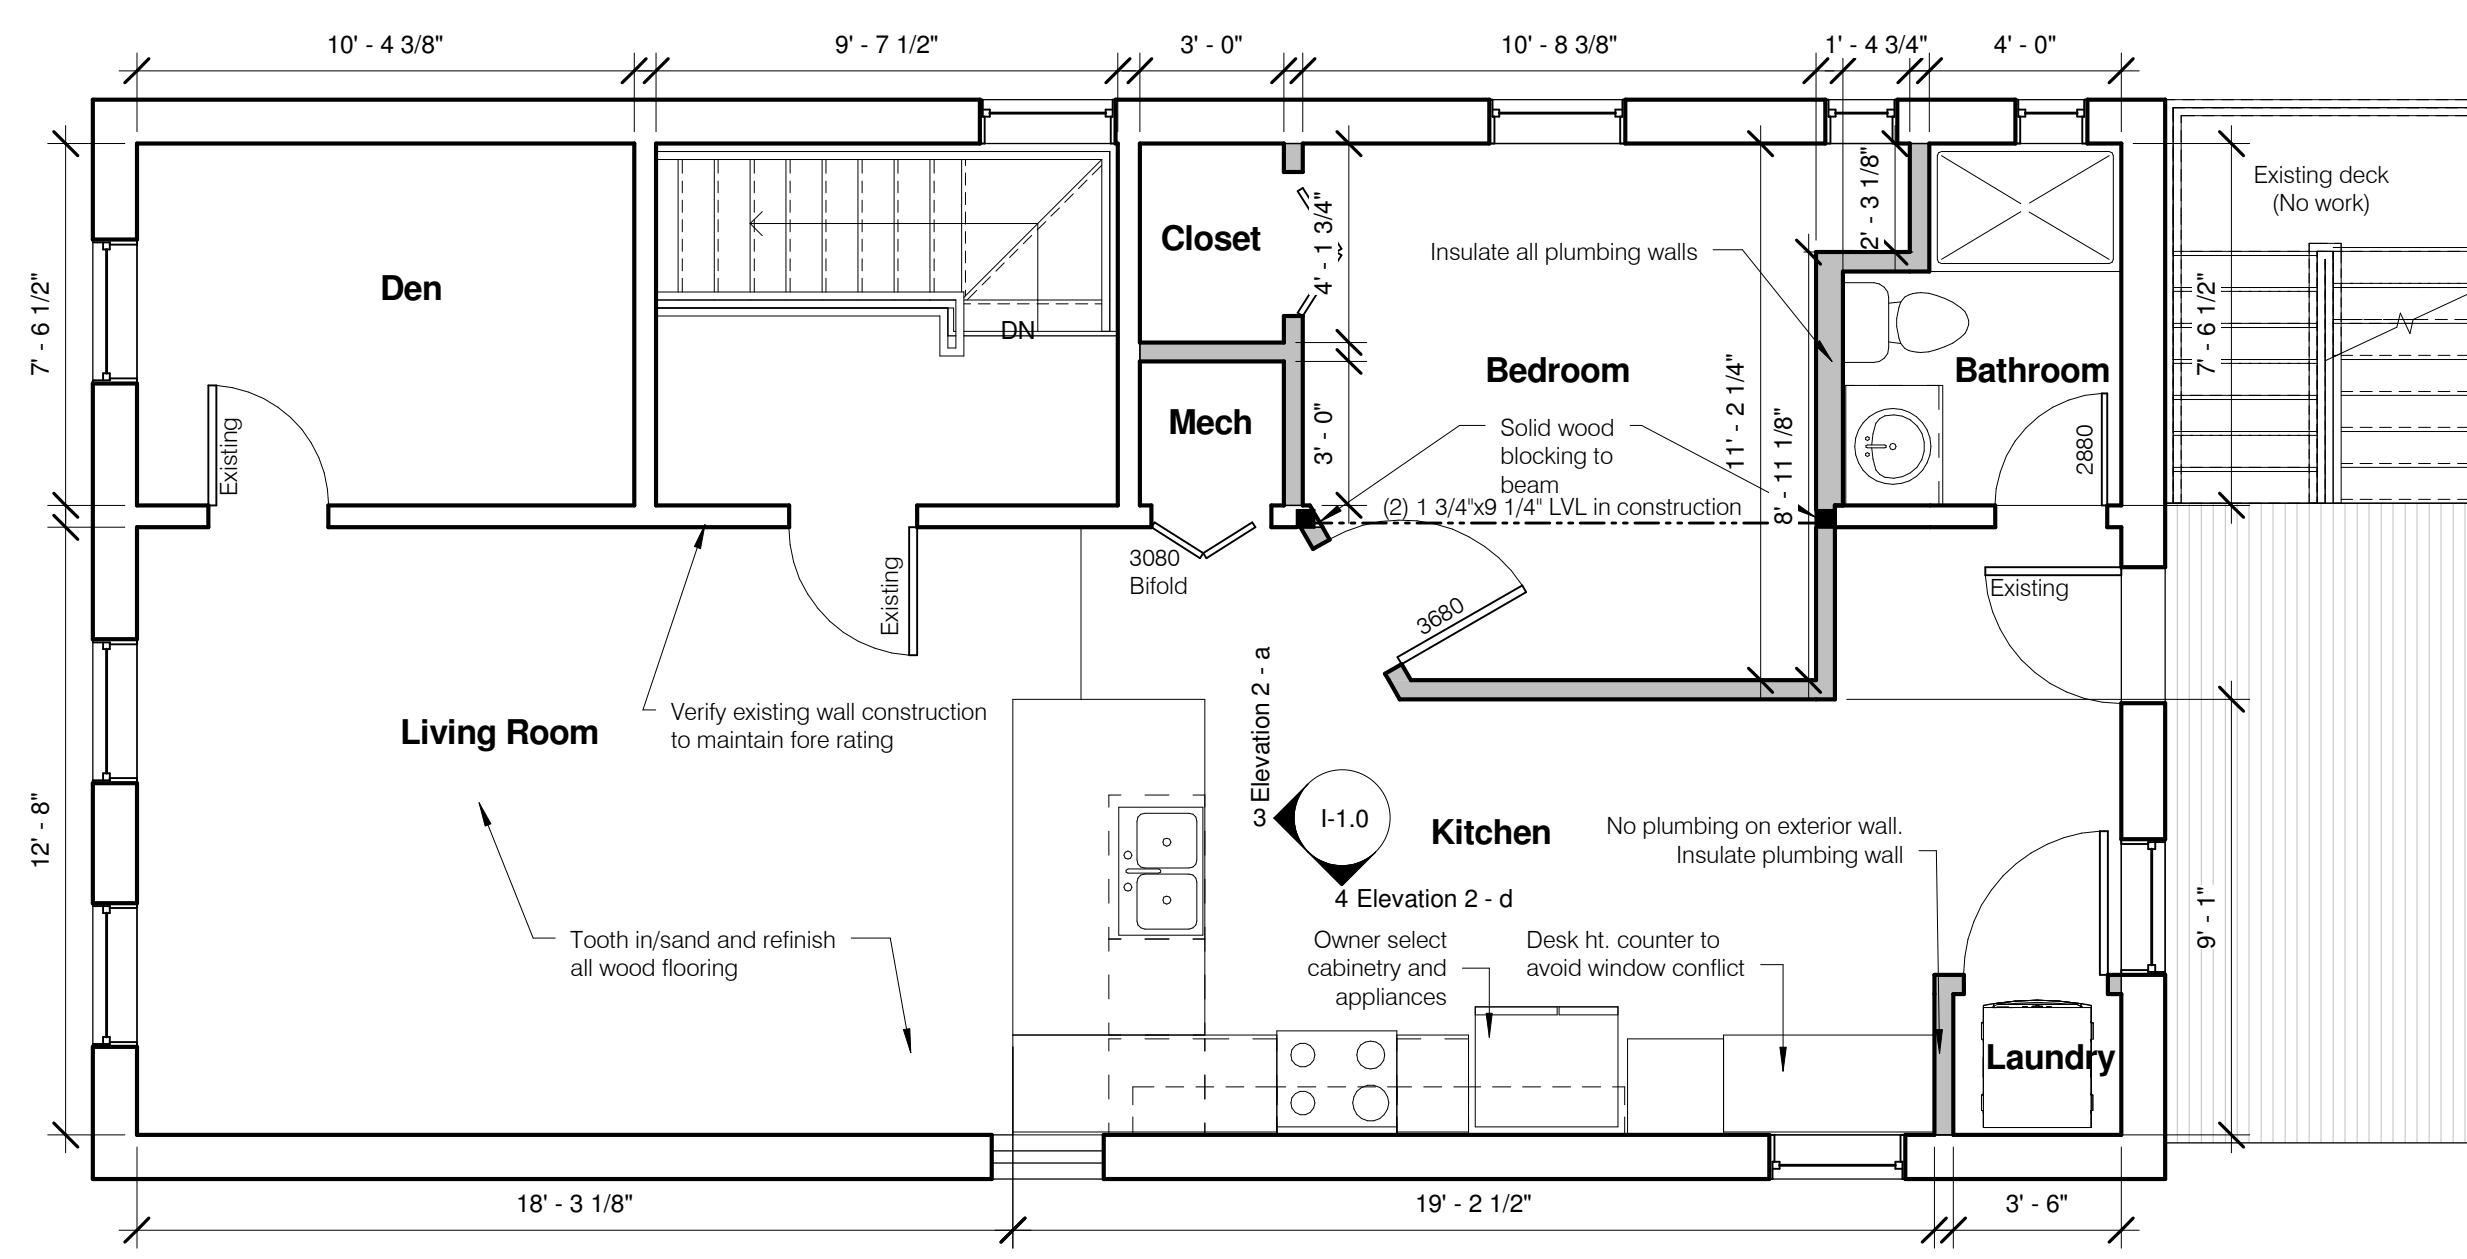 10' - 4 3/8"
9' - 7 1/2"
3' - 0"
10' - 8 3/8"
1' - 4 3/4"
4' - 0"
7' - 6 1/2"
12' - 8"
Den
Existing
DN
Closet
4' - 1 3/4"
Mech
3' - 0"
Insulate all plumbing walls
Bedroom
Solid wood
blocking to
beam
(2) 1 3/4"x9 1/4" LVL in construction
11' - 2 1/4"
8' - 11 1/8"
2' - 3 1/8"
Bathroom
2880
Existing deck
(No work)
7' - 6 1/2"
3080
Bifold
Existing
3680
Existing
Living Room
Verify existing wall construction
to maintain fore rating
Tooth in/sand and refinish
all wood flooring
Elevation 2 - a
3
I-1.0
4 Elevation 2 - d
Kitchen
No plumbing on exterior wall.
Insulate plumbing wall
Owner select
cabinetry and
appliances
Desk ht. counter to
avoid window conflict
9' - 1"
Laundry
18' - 3 1/8"
19' - 2 1/2"
3' - 6"